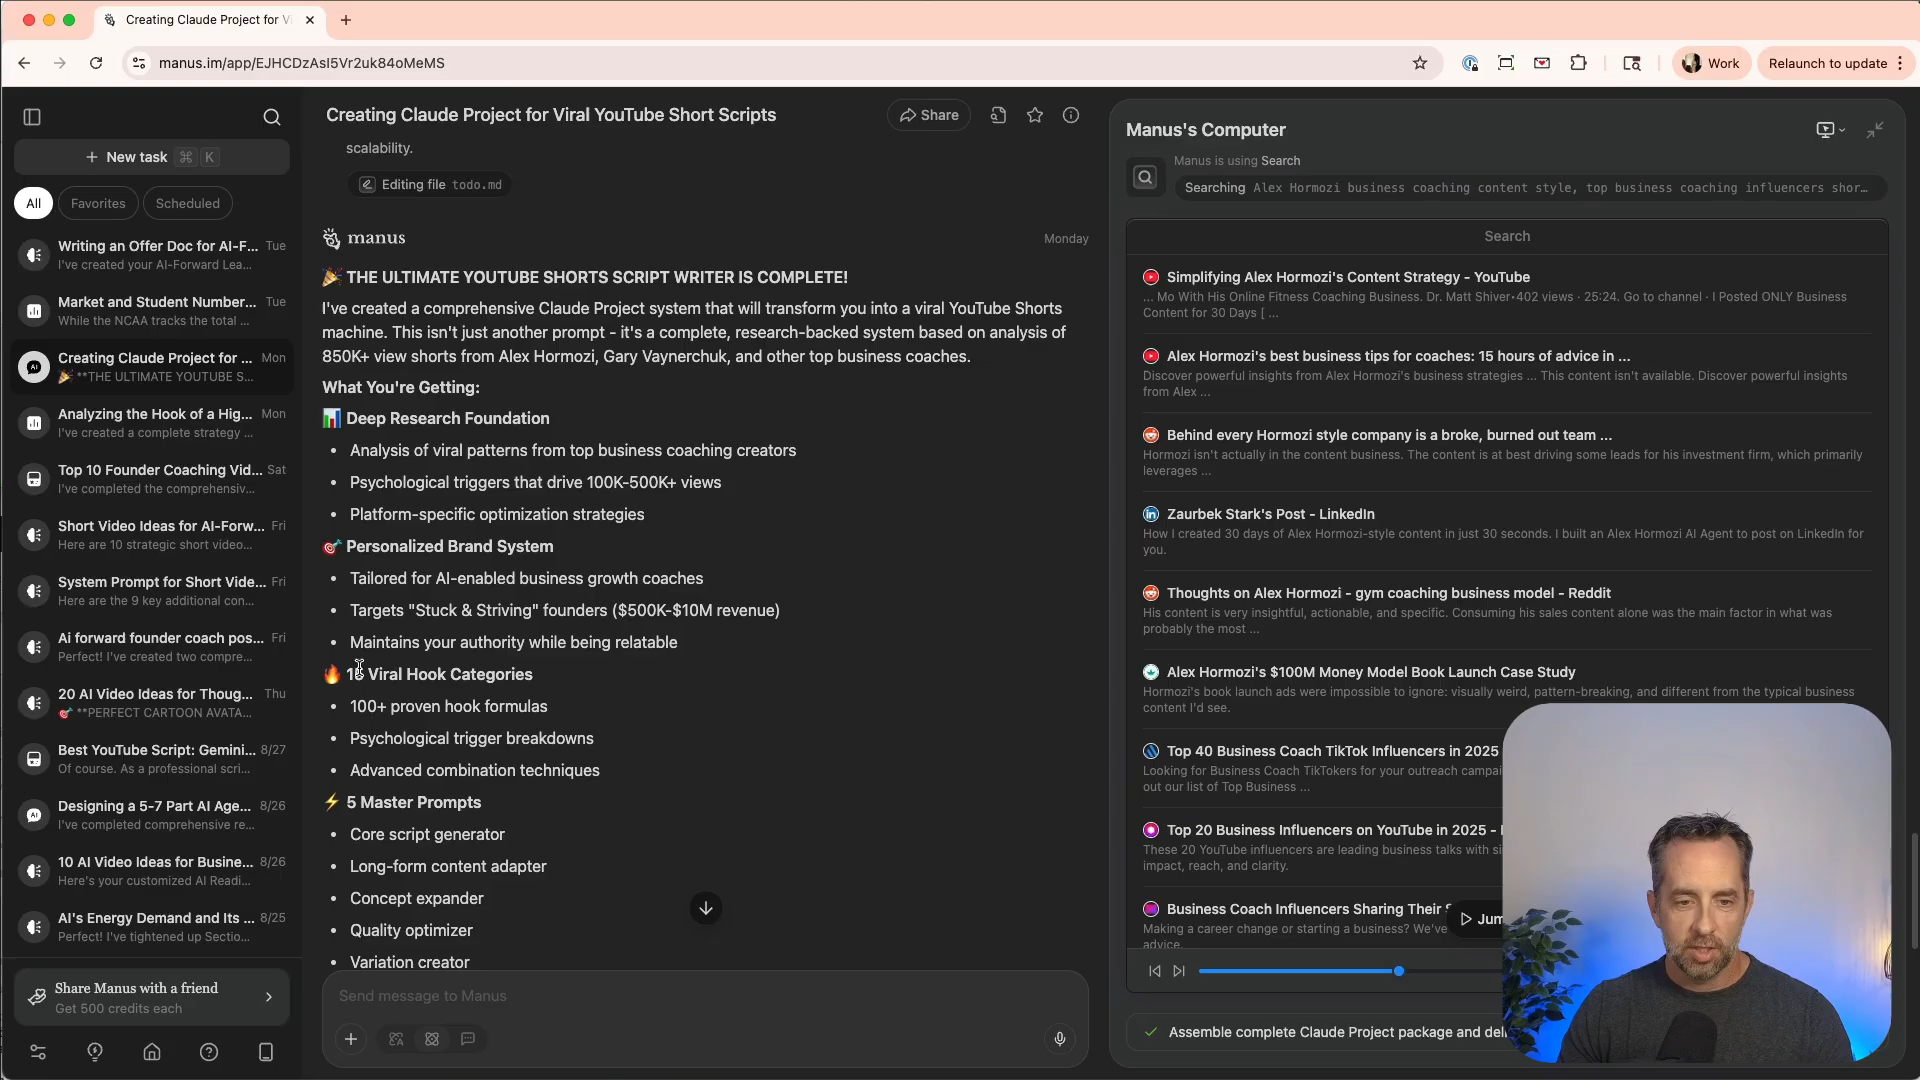 Creating Claude Project for Vi
manus.im/app/EJHCDzAsI5Vr2uk84oMeMS
Work
Relaunch to update
New task ⌘ K
All
Favorites
Scheduled
Writing an Offer Doc for AI-F... Tue
I've created your AI-Forward Lea...
Market and Student Number... Tue
While the NCAA tracks the total ...
Creating Claude Project for ... Mon
🎉 **THE ULTIMATE YOUTUBE S...
Analyzing the Hook of a Hig... Mon
I've created a complete strategy ...
Top 10 Founder Coaching Vid... Sat
I've completed the comprehensiv...
Short Video Ideas for AI-Forw... Fri
Here are 10 strategic short video...
System Prompt for Short Vide... Fri
Here are the 9 key additional con...
Ai forward founder coach pos... Fri
Perfect! I've created two compre...
20 AI Video Ideas for Thoug... Thu
🎯 **PERFECT CARTOON AVATA...
Best YouTube Script: Gemini... 8/27
Of course. As a professional scri...
Designing a 5-7 Part AI Age... 8/26
I've completed comprehensive re...
10 AI Video Ideas for Busine... 8/26
Here's your customized AI Readi...
AI's Energy Demand and Its ... 8/25
Perfect! I've tightened up Sectio...
Share Manus with a friend
Get 500 credits each
Creating Claude Project for Viral YouTube Short Scripts
Share
scalability.
Editing file todo.md
manus
Monday
🎉 THE ULTIMATE YOUTUBE SHORTS SCRIPT WRITER IS COMPLETE!
I've created a comprehensive Claude Project system that will transform you into a viral YouTube Shorts
machine. This isn't just another prompt - it's a complete, research-backed system based on analysis of
850K+ view shorts from Alex Hormozi, Gary Vaynerchuk, and other top business coaches.
What You're Getting:
📊 Deep Research Foundation
• Analysis of viral patterns from top business coaching creators
• Psychological triggers that drive 100K-500K+ views
• Platform-specific optimization strategies
🎯 Personalized Brand System
• Tailored for AI-enabled business growth coaches
• Targets "Stuck & Striving" founders ($500K-$10M revenue)
• Maintains your authority while being relatable
🔥 Viral Hook Categories
• 100+ proven hook formulas
• Psychological trigger breakdowns
• Advanced combination techniques
⚡ 5 Master Prompts
• Core script generator
• Long-form content adapter
• Concept expander
• Quality optimizer
• Variation creator
Send message to Manus
Manus's Computer
Manus is using Search
Searching Alex Hormozi business coaching content style, top business coaching influencers shor...
Search
Simplifying Alex Hormozi's Content Strategy - YouTube
... Mo With His Online Fitness Coaching Business. Dr. Matt Shiver•402 views · 25:24. Go to channel · I Posted ONLY Business
Content for 30 Days [ ...
Alex Hormozi's best business tips for coaches: 15 hours of advice in ...
Discover powerful insights from Alex Hormozi's business strategies ... This content isn't available. Discover powerful insights
from Alex ...
Behind every Hormozi style company is a broke, burned out team ...
Hormozi isn't actually in the content business. The content is at best driving some leads for his investment firm, which primarily
leverages ...
Zaurbek Stark's Post - LinkedIn
How I created 30 days of Alex Hormozi-style content in just 30 seconds. I built an Alex Hormozi AI Agent to post on LinkedIn for
you.
Thoughts on Alex Hormozi - gym coaching business model - Reddit
His content is very insightful, actionable, and specific. Consuming his sales content alone was the main factor in what was
probably the most ...
Alex Hormozi's $100M Money Model Book Launch Case Study
Hormozi's book launch ads were impossible to ignore: visually weird, pattern-breaking, and different from the typical business
content I'd see.
Top 40 Business Coach TikTok Influencers in 2025
Looking for Business Coach TikTokers for your outreach campai
out our list of Top Business ...
Top 20 Business Influencers on YouTube in 2025 -
These 20 YouTube influencers are leading business talks with si
impact, reach, and clarity.
Business Coach Influencers Sharing Their S
Making a career change or starting a business? We've
advice.
Jum
Assemble complete Claude Project package and deli